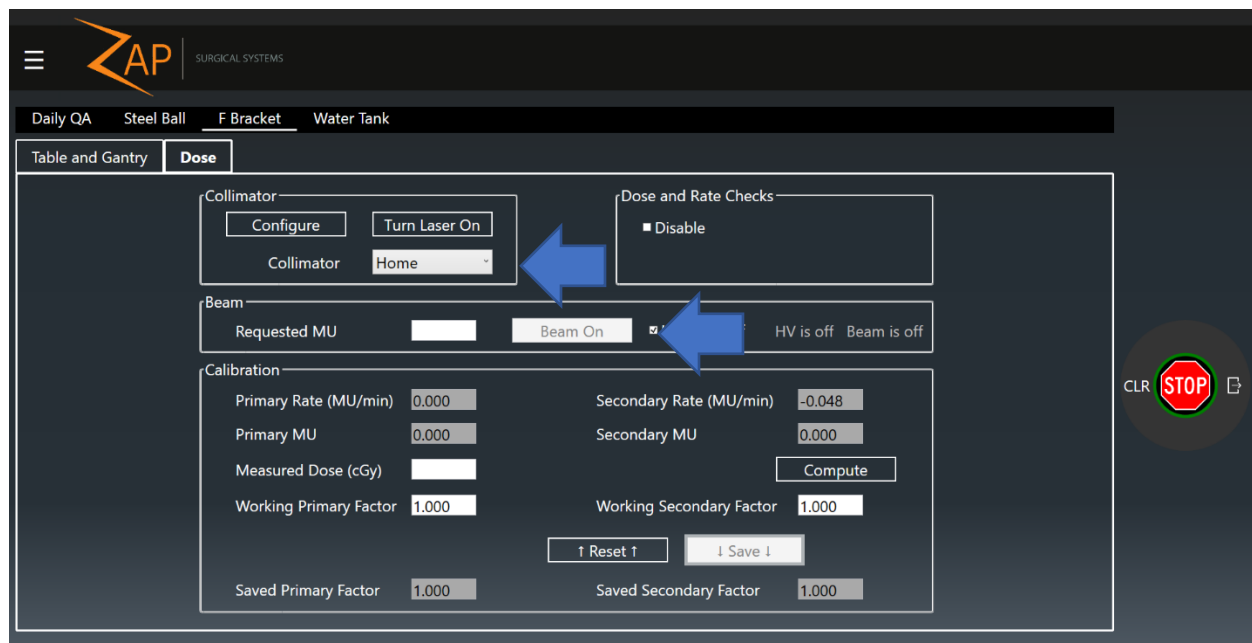 ZAP SURGICAL SYSTEMS
Daily QA Steel Ball F Bracket Water Tank
Table and Gantry Dose
Collimator
Configure Turn Laser On
Collimator Home
Dose and Rate Checks
Disable
Beam
Requested MU Beam On HV is off Beam is off
Calibration
Primary Rate (MU/min) 0.000 Secondary Rate (MU/min) -0.048
Primary MU 0.000 Secondary MU 0.000
Measured Dose (cGy) Compute
Working Primary Factor 1.000 Working Secondary Factor 1.000
↑ Reset ↑ ↓ Save ↓
Saved Primary Factor 1.000 Saved Secondary Factor 1.000
CLR STOP